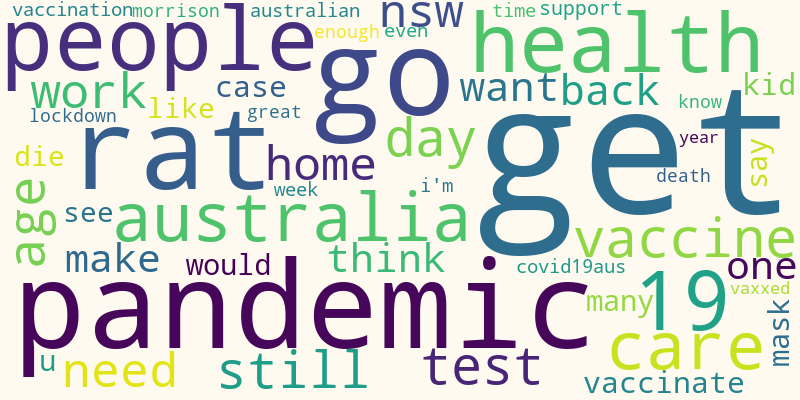 vaccination
morrison
australian
nsw
time
support
people
enough
even
go
health
work
case
want
back
kid
lockdown
like
great
know
get
rat
day
year
die
home
say
week
i'm
death
age
see
australia
vaccine
make
would
think
covid19aus
one
pandemic
many
19
vaxxed
mask
u
need
still
test
care
vaccinate